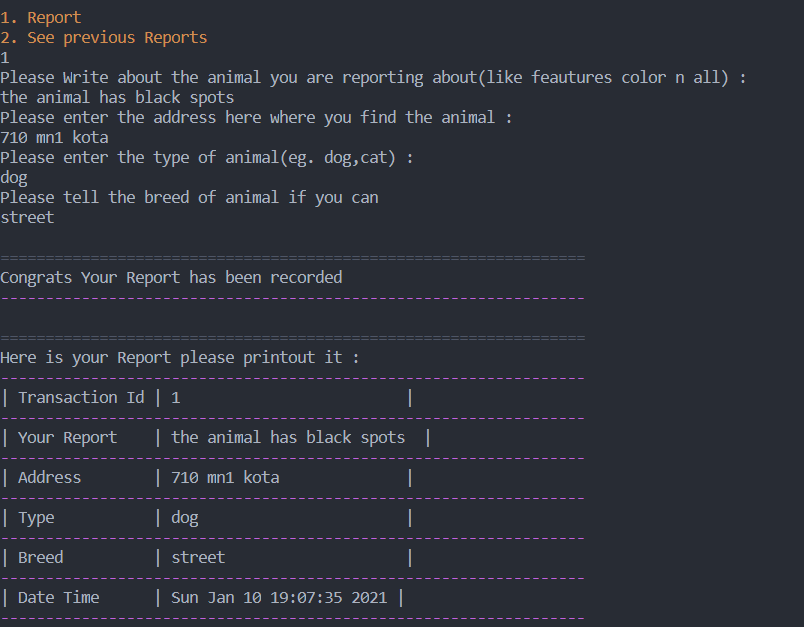 1. Report
2. See previous Reports
1
Please Write about the animal you are reporting about(like feautures color n all) :
the animal has black spots
Please enter the address here where you find the animal :
710 mn1 kota
Please enter the type of animal(eg. dog,cat) :
dog
Please tell the breed of animal if you can
street
=================================================================
Congrats Your Report has been recorded
-----------------------------------------------------------------
=================================================================
Here is your Report please printout it :
-----------------------------------------------------------------
| Transaction Id | 1                         |
-----------------------------------------------------------------
| Your Report    | the animal has black spots  |
-----------------------------------------------------------------
| Address        | 710 mn1 kota              |
-----------------------------------------------------------------
| Type           | dog                       |
-----------------------------------------------------------------
| Breed          | street                    |
-----------------------------------------------------------------
| Date Time      | Sun Jan 10 19:07:35 2021 |
-----------------------------------------------------------------